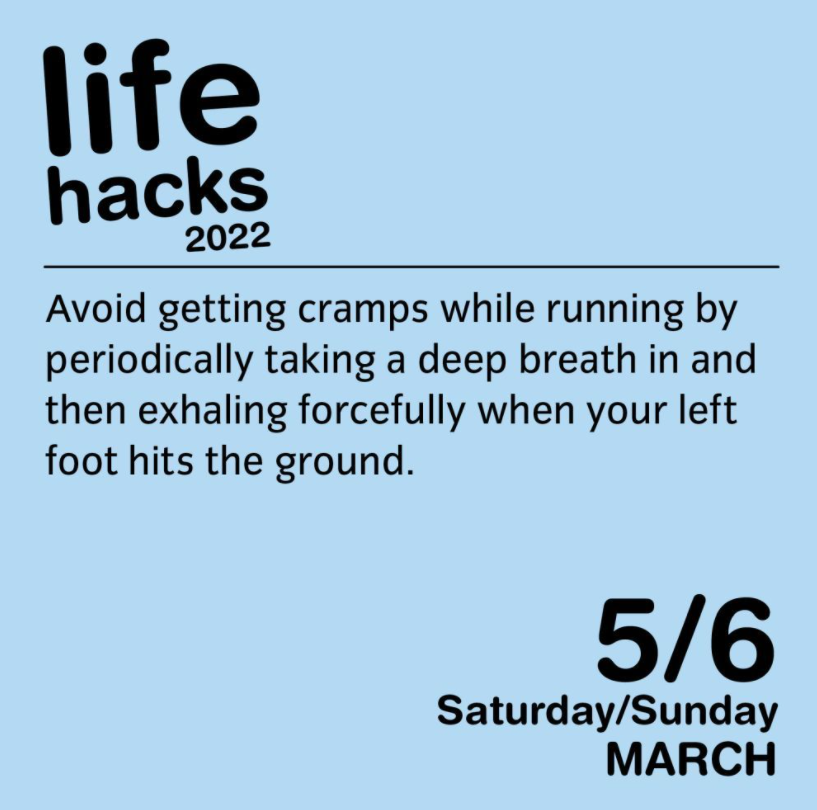 life
hacks
2022
Avoid getting cramps while running by
periodically taking a deep breath in and
then exhaling forcefully when your left
foot hits the ground.
5/6
Saturday/Sunday
MARCH